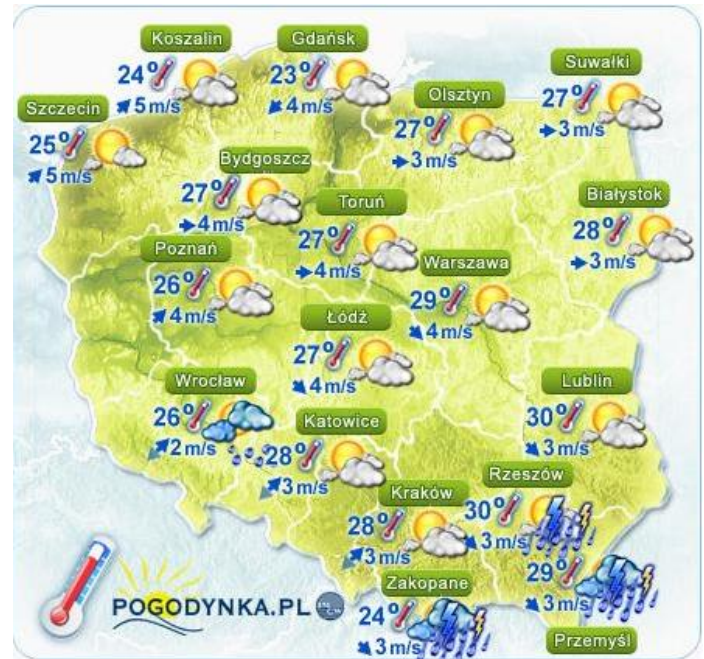 Koszalin
24°
5 m/s
Gdańsk
23°
4 m/s
Suwałki
27°
3 m/s
Szczecin
25°
5 m/s
Olsztyn
27°
3 m/s
Bydgoszcz
27°
4 m/s
Toruń
27°
4 m/s
Białystok
28°
3 m/s
Poznań
26°
4 m/s
Warszawa
29°
4 m/s
Łódź
27°
4 m/s
Wrocław
26°
2 m/s
Katowice
28°
3 m/s
Lublin
30°
3 m/s
Kraków
28°
3 m/s
Rzeszów
30°
3 m/s
Zakopane
24°
3 m/s
29°
3 m/s
Przemyśl
POGODYNKA.PL